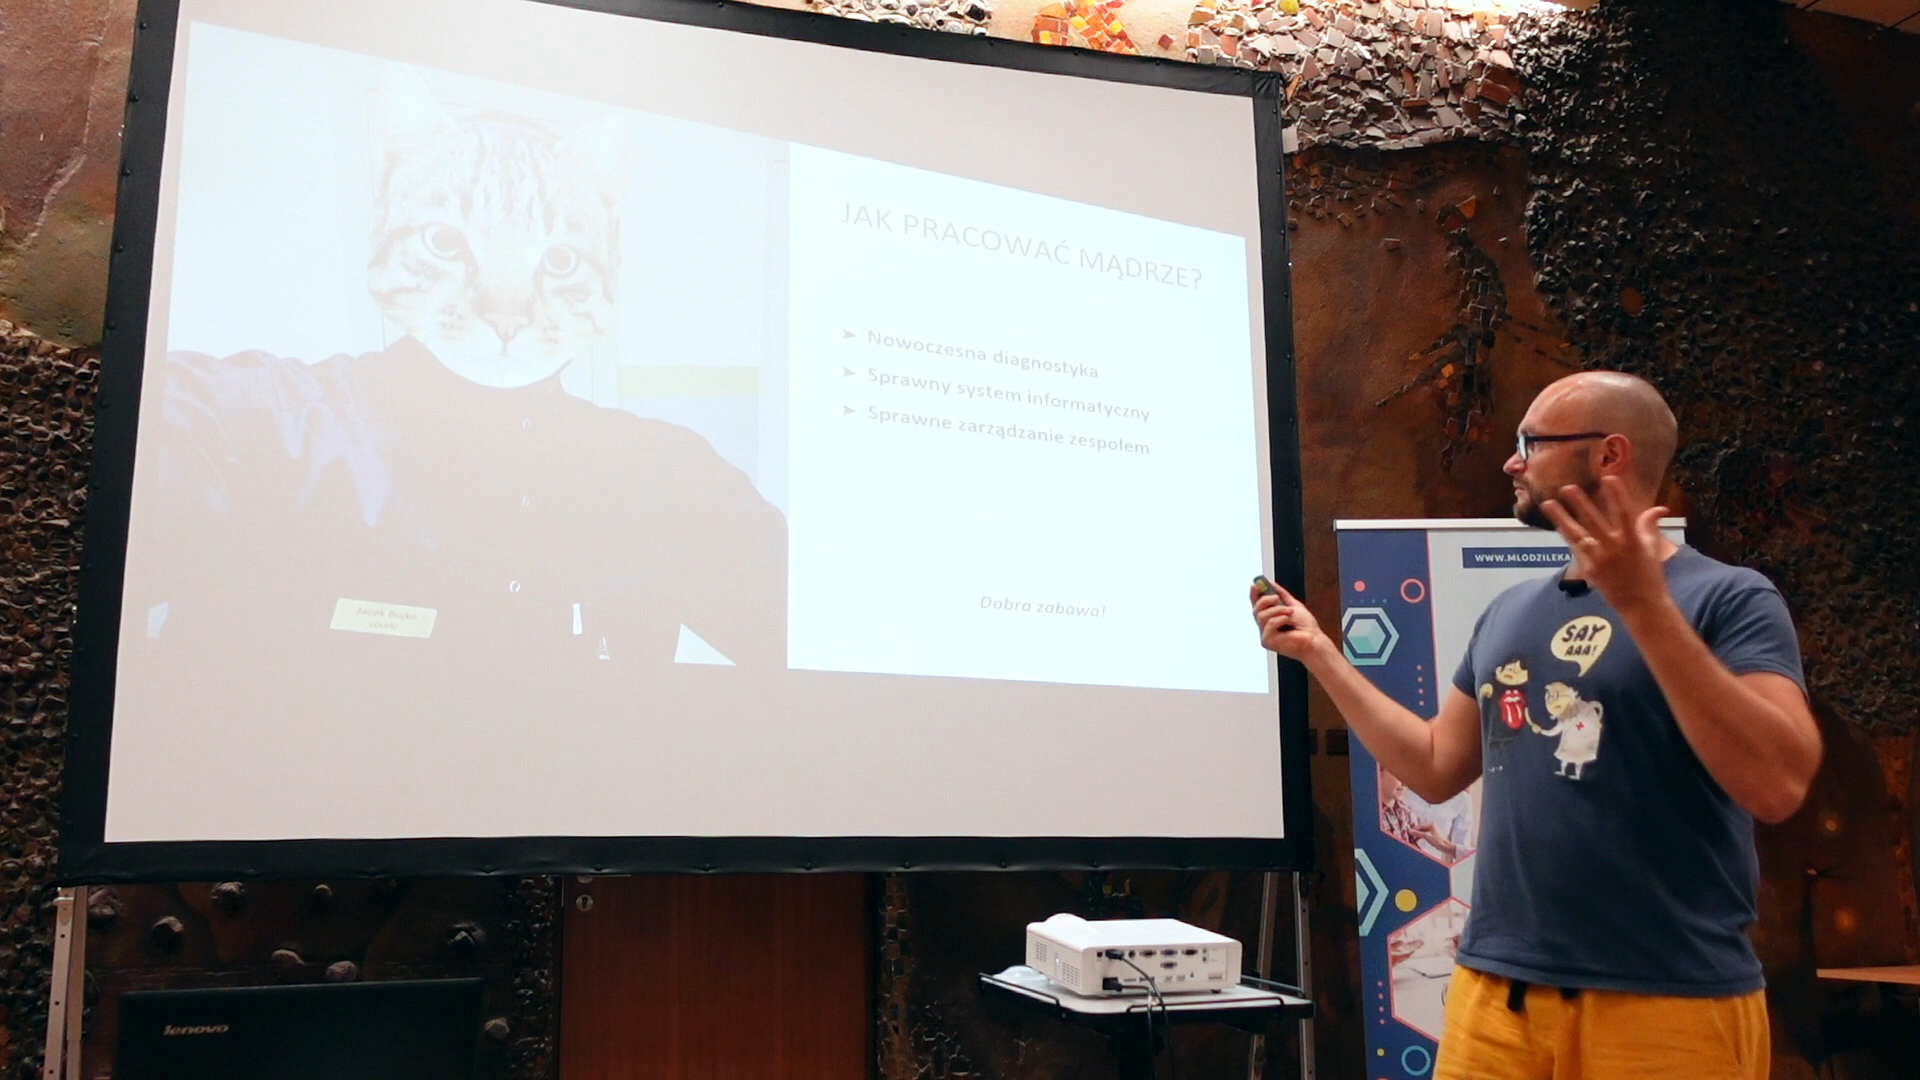 JAK PRACOWAĆ MĄDRZE?
➤ Nowoczesna diagnostyka
➤ Sprawny system informatyczny
➤ Sprawne zarządzanie zespołem
Dobra zabawa!
WWW.MLODZILEKA
SAY
AAA!
lenovo